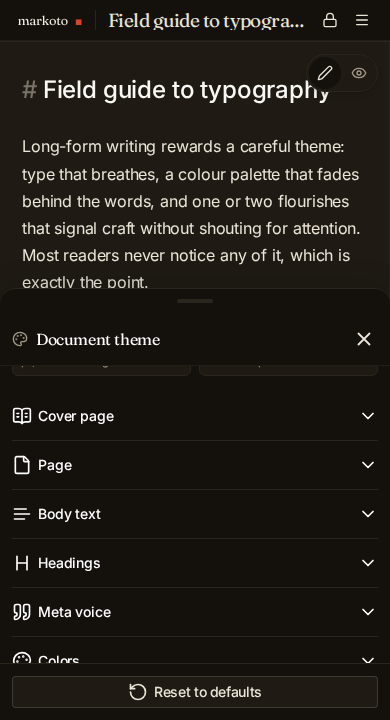 markoto
Field guide to typogra...
# Field guide to typography
Long-form writing rewards a careful theme:
type that breathes, a colour palette that fades
behind the words, and one or two flourishes
that signal craft without shouting for attention.
Most readers never notice any of it, which is
exactly the point.
Document theme
Cover page
Page
Body text
Headings
Meta voice
Colors
Reset to defaults